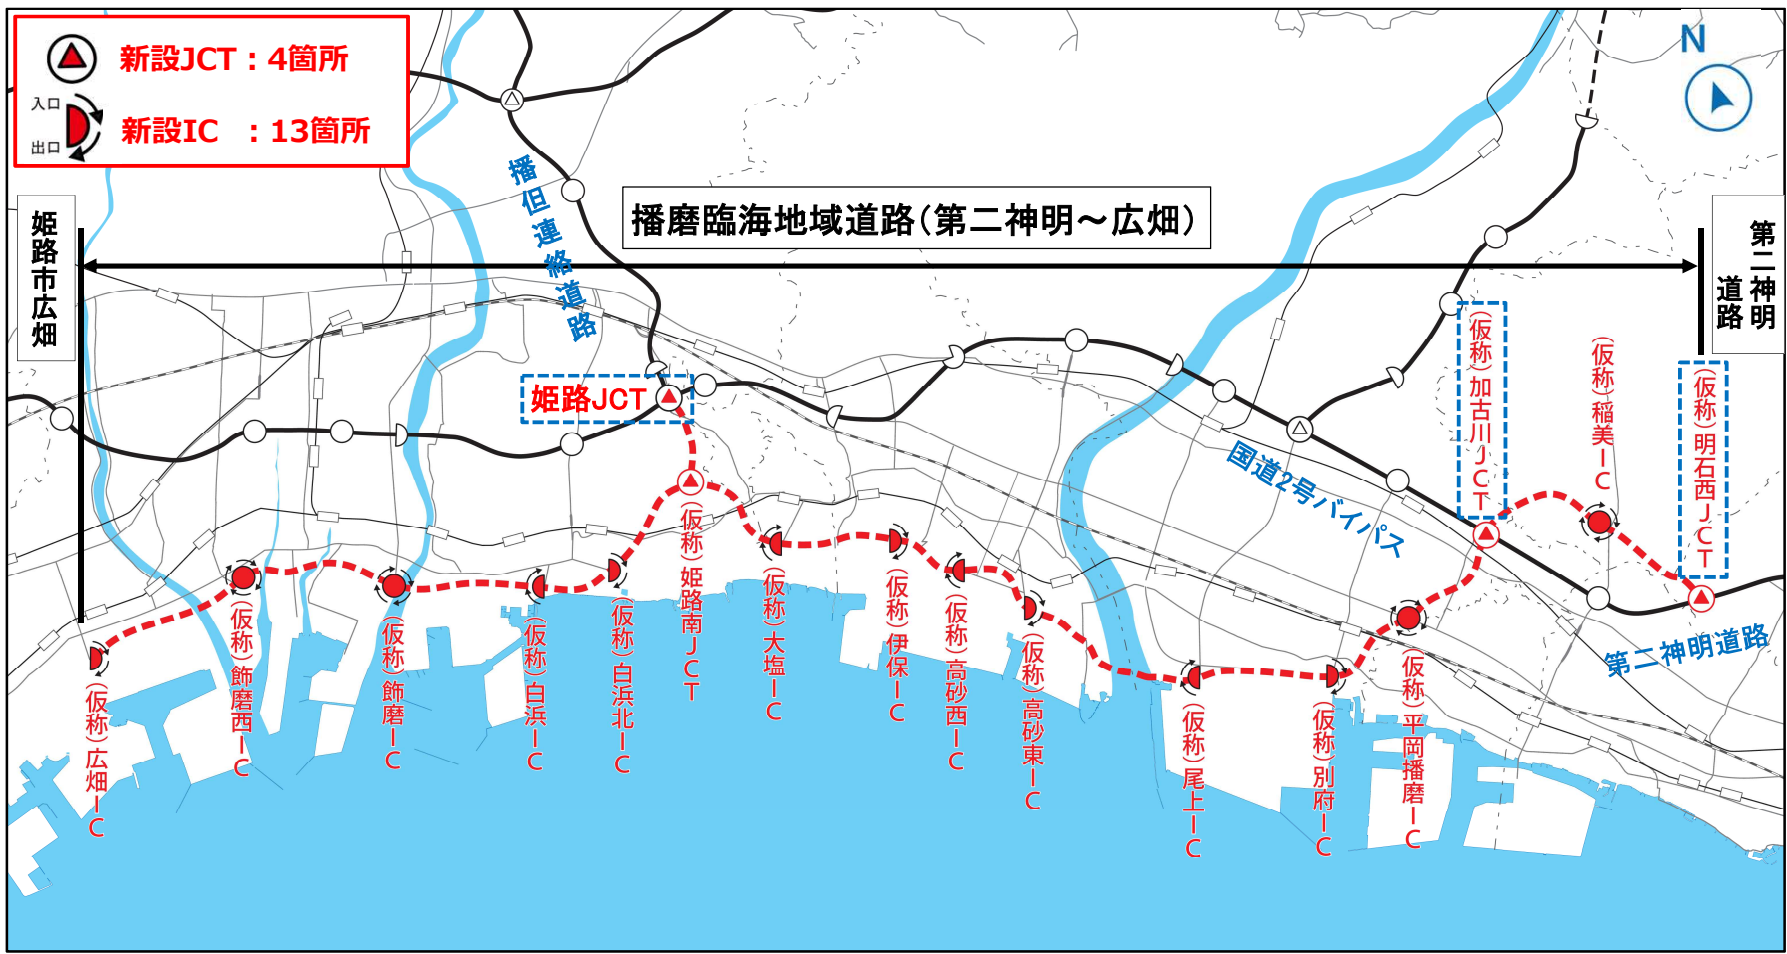 新設JCT：4箇所
入口
出口
新設IC ：13箇所
N
播磨臨海地域道路(第二神明～広畑)
姫路市広畑
第二神明
道路
播但連絡道路
姫路JCT
国道2号バイパス
第二神明道路
(仮称)加古川JCT
(仮称)稲美IC
(仮称)明石西JCT
(仮称)広畑IC
(仮称)飾磨西IC
(仮称)飾磨IC
(仮称)白浜IC
(仮称)白浜北IC
(仮称)姫路南JCT
(仮称)大塩IC
(仮称)伊保IC
(仮称)高砂西IC
(仮称)高砂東IC
(仮称)尾上IC
(仮称)別府IC
(仮称)平岡播磨IC